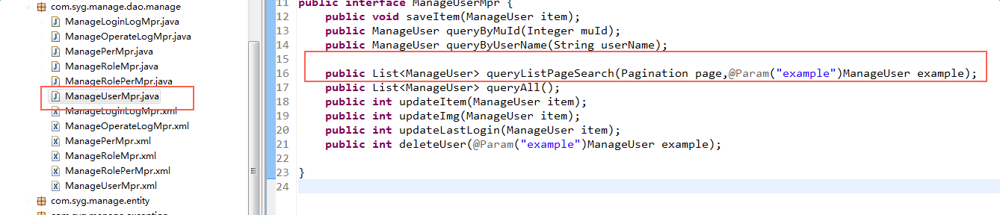 com.syg.manage.dao.manage
ManageLoginLogMpr.java
ManageOperateLogMpr.java
ManagePerMpr.java
ManageRoleMpr.java
ManageRolePerMpr.java
ManageUserMpr.java
ManageLoginLogMpr.xml
ManageOperateLogMpr.xml
ManagePerMpr.xml
ManageRoleMpr.xml
ManageRolePerMpr.xml
ManageUserMpr.xml
com.syg.manage.entity
com.syg.manage.exception
11 public interface ManageUserMpr {
12 public void saveItem(ManageUser item);
13 public ManageUser queryByMuId(Integer muId);
14 public ManageUser queryByUserName(String userName);
15
16 public List<ManageUser> queryListPageSearch(Pagination page,@Param("example")ManageUser example);
17 public List<ManageUser> queryAll();
18 public int updateItem(ManageUser item);
19 public int updateImg(ManageUser item);
20 public int updateLastLogin(ManageUser item);
21 public int deleteUser(@Param("example")ManageUser example);
22
23 }
24